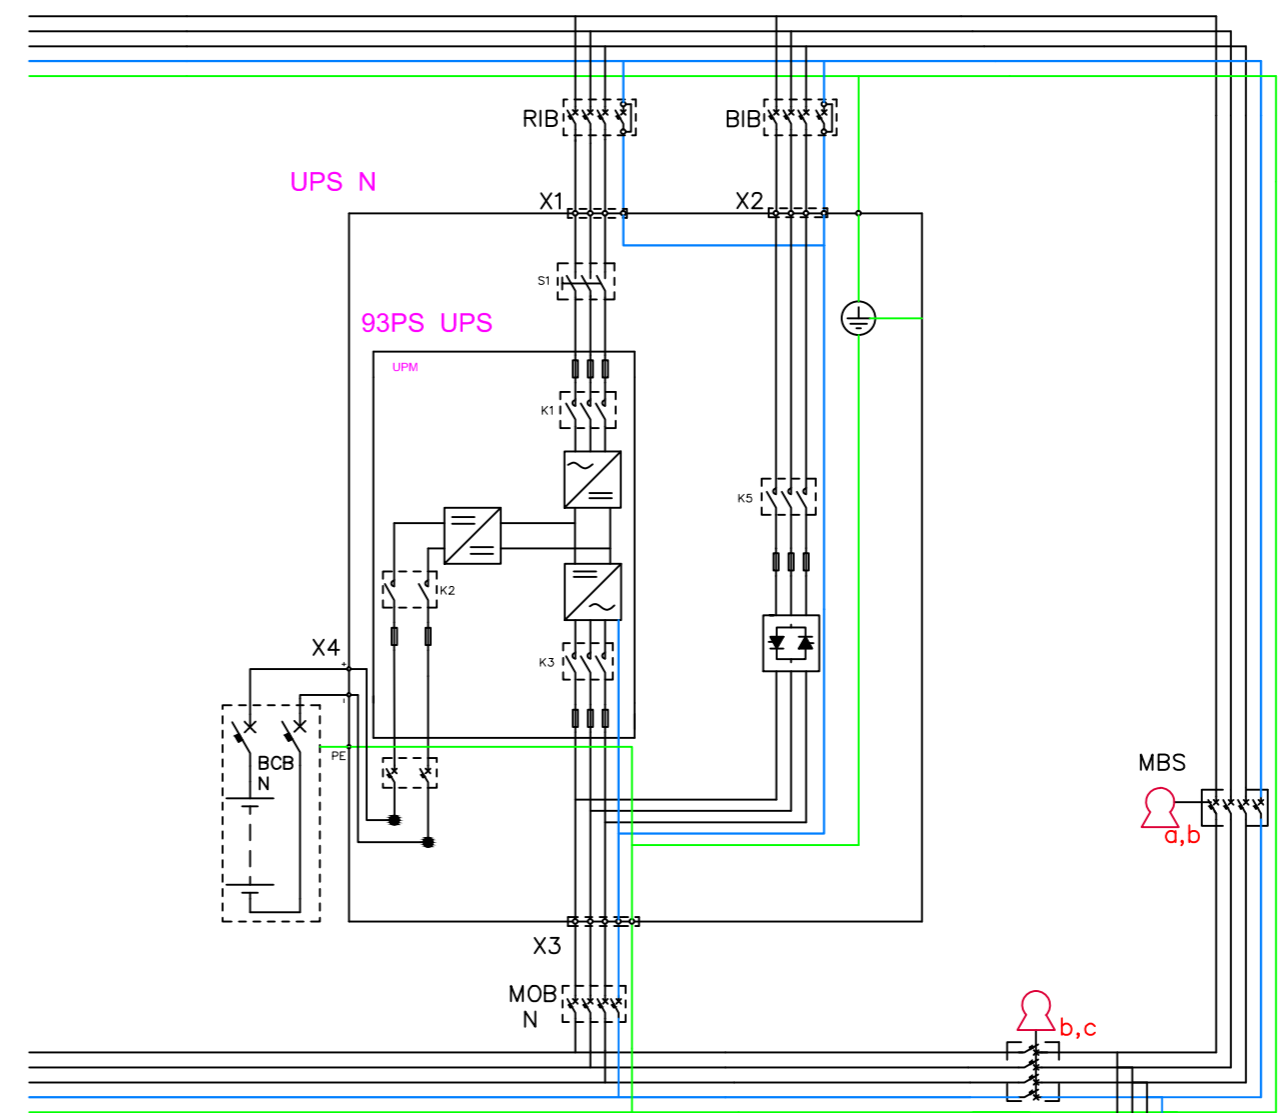 RIB
BIB
UPS N
X1
X2
S1
93PS UPS
UPM
K1
K5
K2
X4
+
K3
-
PE
BCB
N
MBS
a,b
X3
MOB
N
b,c